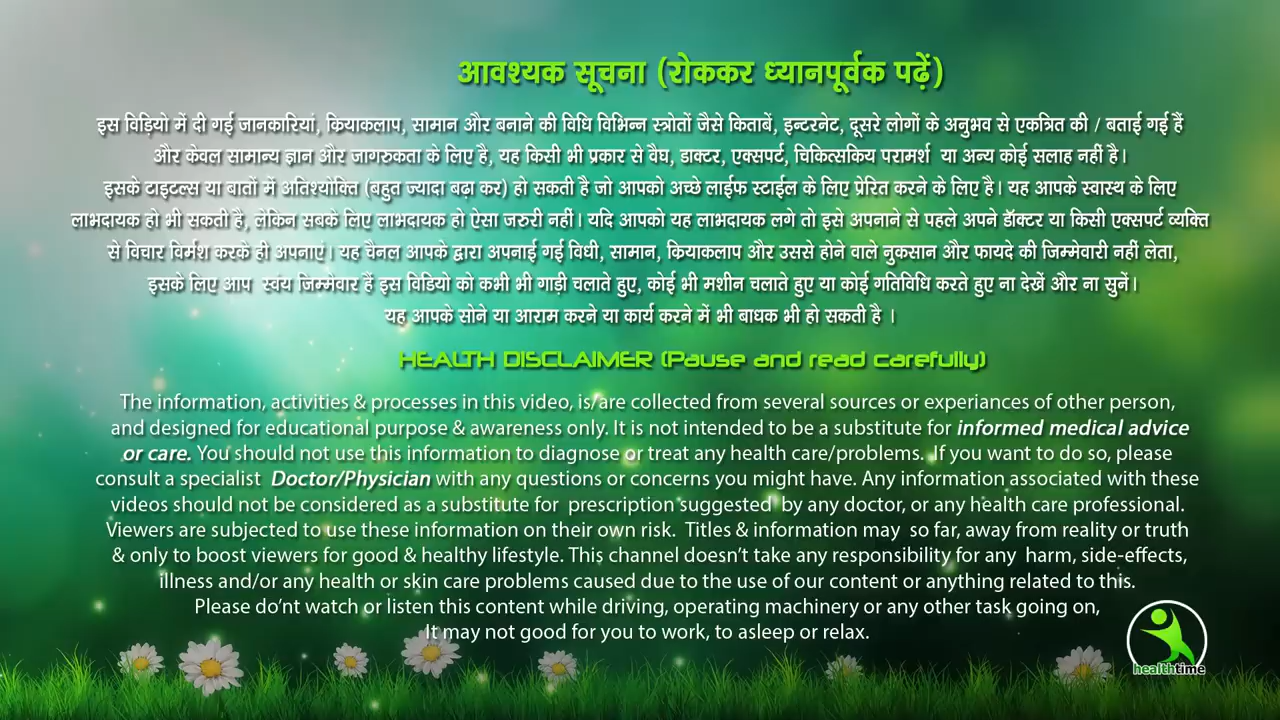 आवश्यक सूचना (रोककर ध्यानपूर्वक पढ़ें)
इस विड़ियो में दी गई जानकारियां, क्रियाकलाप, सामान और बनाने की विधि विभिन्न स्त्रोतों जैसे किताबें, इन्टरनेट, दूसरे लोगों के अनुभव से एकत्रित की / बताई गई हैं
और केवल सामान्य ज्ञान और जागरुकता के लिए है, यह किसी भी प्रकार से वैघ, डाक्टर, एक्सपर्ट, चिकित्सकिय परामर्श या अन्य कोई सलाह नहीं है।
इसके टाइटल्स या बातों में अतिश्योक्ति (बहुत ज्यादा बढ़ा कर) हो सकती है जो आपको अच्छे लाईफ स्टाईल के लिए प्रेरित करने के लिए है। यह आपके स्वास्थ के लिए
लाभदायक हो भी सकती है, लेकिन सबके लिए लाभदायक हो ऐसा जरुरी नहीं। यदि आपको यह लाभदायक लगे तो इसे अपनाने से पहले अपने डॉक्टर या किसी एक्सपर्ट व्यक्ति
से विचार विर्मश करके ही अपनाएं। यह चैनल आपके द्वारा अपनाई गई विधी, सामान, क्रियाकलाप और उससे होने वाले नुकसान और फायदे की जिम्मेवारी नहीं लेता,
इसके लिए आप स्वंय जिम्मेवार हैं इस विडियो को कभी भी गाड़ी चलाते हुए, कोई भी मशीन चलाते हुए या कोई गतिविधि करते हुए ना देखें और ना सुनें।
यह आपके सोने या आराम करने या कार्य करने में भी बाधक भी हो सकती है ।
HEALTH DISCLAIMER (Pause and read carefully)
The information, activities & processes in this video, is/are collected from several sources or experiances of other person,
and designed for educational purpose & awareness only. It is not intended to be a substitute for informed medical advice
or care. You should not use this information to diagnose or treat any health care/problems. If you want to do so, please
consult a specialist Doctor/Physician with any questions or concerns you might have. Any information associated with these
videos should not be considered as a substitute for prescription suggested by any doctor, or any health care professional.
Viewers are subjected to use these information on their own risk. Titles & information may so far, away from reality or truth
& only to boost viewers for good & healthy lifestyle. This channel doesn't take any responsibility for any harm, side-effects,
illness and/or any health or skin care problems caused due to the use of our content or anything related to this.
Please do'nt watch or listen this content while driving, operating machinery or any other task going on,
It may not good for you to work, to asleep or relax.
healthtime